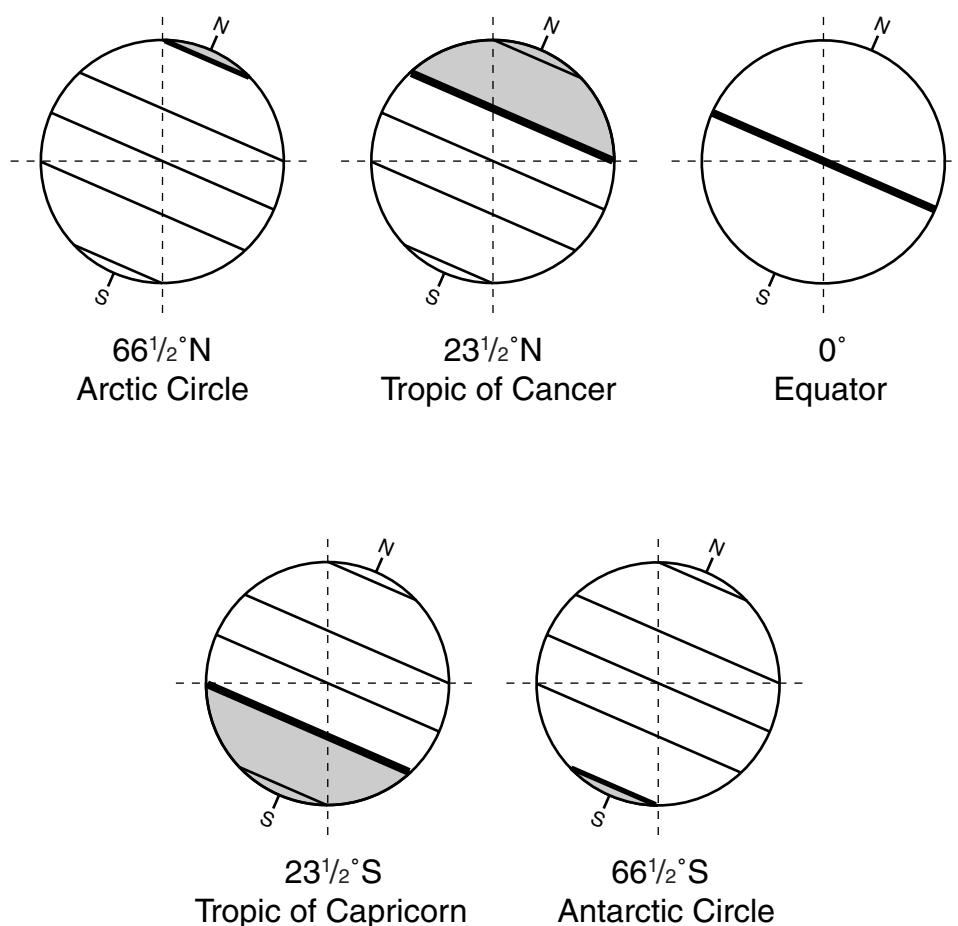 N
N
N
S
S
S
66½°N
Arctic Circle
23½°N
Tropic of Cancer
0°
Equator
N
N
S
S
23½°S
Tropic of Capricorn
66½°S
Antarctic Circle